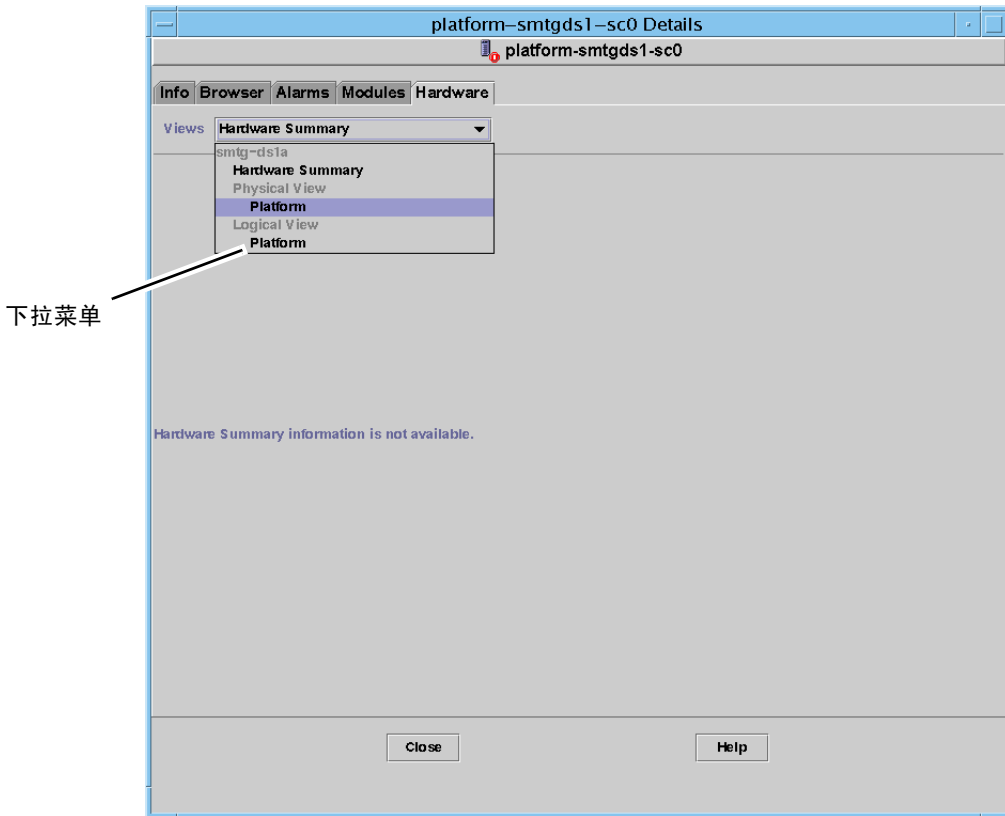 platform–smtgds1–sc0 Details
platform-smtgds1-sc0
Info Browser Alarms Modules Hardware
Views Hardware Summary
smtg-ds1a
Hardware Summary
Physical View
Platform
Logical View
Platform
下拉菜单
Hardware Summary information is not available.
Close Help